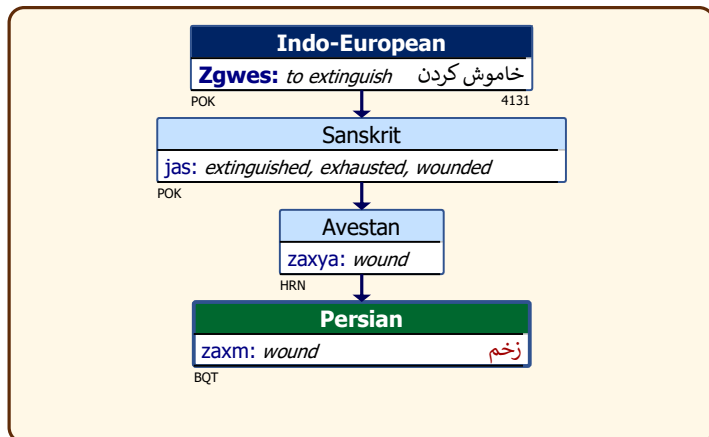 Indo-European
Zgwes: to extinguish خاموش کردن
POK 4131
Sanskrit
jas: extinguished, exhausted, wounded
POK
Avestan
zaxya: wound
HRN
Persian
zaxm: wound زخم
BQT